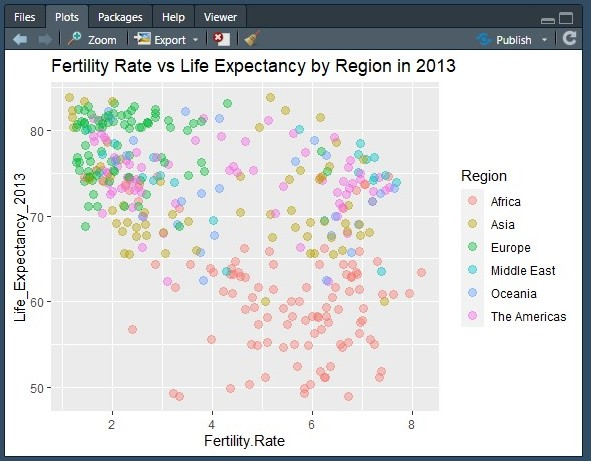 Files Plots Packages Help Viewer
Zoom Export Publish
Fertility Rate vs Life Expectancy by Region in 2013
Life_Expectancy_2013
80
70
60
50
2 4 6 8
Fertility.Rate
Region
Africa
Asia
Europe
Middle East
Oceania
The Americas